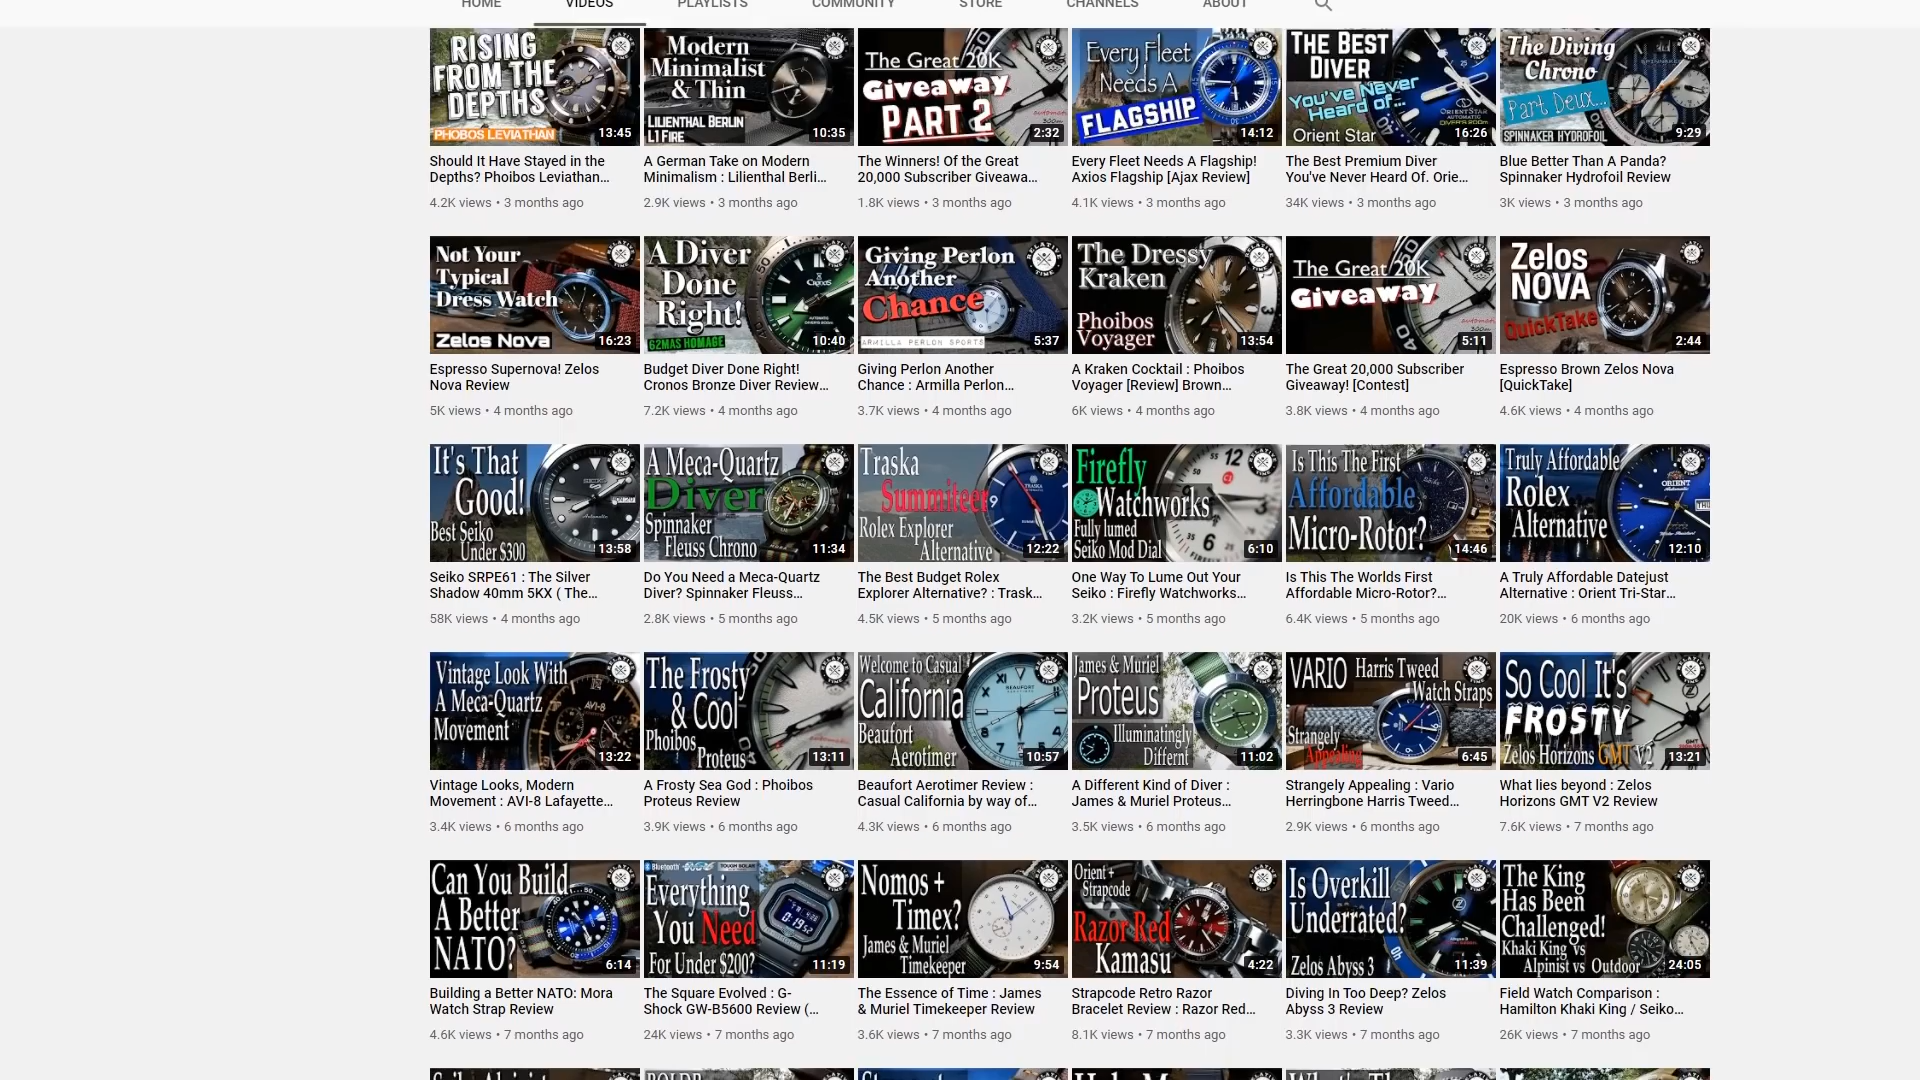 HOME VIDEOS PLAYLISTS COMMUNITY STORE CHANNELS ABOUT
RISING
FROM THE
DEPTHS
PHOBOS LEVIATHAN
13:45
Modern
Minimalist
& Thin
LILIENTHAL BERLIN
L1 FIRE
10:35
The Great 20K
Giveaway
PART 2
2:32
Every Fleet
Needs A
FLAGSHIP
14:12
THE BEST
DIVER
You've Never
Heard of...
Orient Star
16:26
The Diving
Chrono
Part Deux...
SPINNAKER HYDROFOIL
9:29
Should It Have Stayed in the
Depths? Phoibos Leviathan...
4.2K views • 3 months ago
A German Take on Modern
Minimalism : Lilienthal Berli...
2.9K views • 3 months ago
The Winners! Of the Great
20,000 Subscriber Giveawa...
1.8K views • 3 months ago
Every Fleet Needs A Flagship!
Axios Flagship [Ajax Review]
4.1K views • 3 months ago
The Best Premium Diver
You've Never Heard Of. Orie...
34K views • 3 months ago
Blue Better Than A Panda?
Spinnaker Hydrofoil Review
3K views • 3 months ago
Not Your
Typical
Dress Watch
Zelos Nova
16:23
A Diver
Done
Right!
62MAS HOMAGE
10:40
Giving Perlon
Another
Chance
ARMILLA PERLON SPORTS
5:37
The Dressy
Kraken
Phoibos
Voyager
13:54
The Great 20K
Giveaway
5:11
Zelos
NOVA
QuickTake
2:44
Espresso Supernova! Zelos
Nova Review
5K views • 4 months ago
Budget Diver Done Right!
Cronos Bronze Diver Review...
7.2K views • 4 months ago
Giving Perlon Another
Chance : Armilla Perlon...
3.7K views • 4 months ago
A Kraken Cocktail : Phoibos
Voyager [Review] Brown...
6K views • 4 months ago
The Great 20,000 Subscriber
Giveaway! [Contest]
3.8K views • 4 months ago
Espresso Brown Zelos Nova
[QuickTake]
4.6K views • 4 months ago
It's That
Good!
Best Seiko
Under $300
13:58
A Meca-Quartz
Diver
Spinnaker
Fleuss Chrono
11:34
Traska
Summiteer
Rolex Explorer
Alternative
12:22
Firefly
Watchworks
Fully lumed
Seiko Mod Dial
6:10
Is This The First
Affordable
Micro-Rotor?
14:46
Truly Affordable
Rolex
Alternative
12:10
Seiko SRPE61 : The Silver
Shadow 40mm 5KX ( The...
58K views • 4 months ago
Do You Need a Meca-Quartz
Diver? Spinnaker Fleuss...
2.8K views • 5 months ago
The Best Budget Rolex
Explorer Alternative? : Trask...
4.5K views • 5 months ago
One Way To Lume Out Your
Seiko : Firefly Watchworks...
3.2K views • 5 months ago
Is This The Worlds First
Affordable Micro-Rotor?...
6.4K views • 5 months ago
A Truly Affordable Datejust
Alternative : Orient Tri-Star...
20K views • 6 months ago
Vintage Look With
A Meca-Quartz
Movement
13:22
The Frosty
& Cool
Phoibos
Proteus
13:11
Welcome to Casual
California
Beaufort
Aerotimer
10:57
James & Muriel
Proteus
Illuminatingly
Differnt
11:02
VARIO Harris Tweed
Watch Straps
Strangely
Appealing
6:45
So Cool It's
FROSTY
Zelos Horizons GMT V2
13:21
Vintage Looks, Modern
Movement : AVI-8 Lafayette...
3.4K views • 6 months ago
A Frosty Sea God : Phoibos
Proteus Review
3.9K views • 6 months ago
Beaufort Aerotimer Review :
Casual California by way of...
4.3K views • 6 months ago
A Different Kind of Diver :
James & Muriel Proteus...
3.5K views • 6 months ago
Strangely Appealing : Vario
Herringbone Harris Tweed...
2.9K views • 6 months ago
What lies beyond : Zelos
Horizons GMT V2 Review
7.6K views • 7 months ago
Can You Build...
A Better
NATO?
6:14
Bluetooth TOUGH SOLAR
Everything
You Need
For Under $200?
11:19
Nomos +
Timex?
James & Muriel
Timekeeper
9:54
Orient +
Strapcode
Razor Red
Kamasu
4:22
Is Overkill
Underrated?
Zelos Abyss 3
11:39
The King
Has Been
Challenged!
Khaki King vs
Alpinist vs Outdoor
24:05
Building a Better NATO: Mora
Watch Strap Review
4.6K views • 7 months ago
The Square Evolved : G-
Shock GW-B5600 Review (...
24K views • 7 months ago
The Essence of Time : James
& Muriel Timekeeper Review
3.6K views • 7 months ago
Strapcode Retro Razor
Bracelet Review : Razor Red...
8.1K views • 7 months ago
Diving In Too Deep? Zelos
Abyss 3 Review
3.3K views • 7 months ago
Field Watch Comparison :
Hamilton Khaki King / Seiko...
26K views • 7 months ago